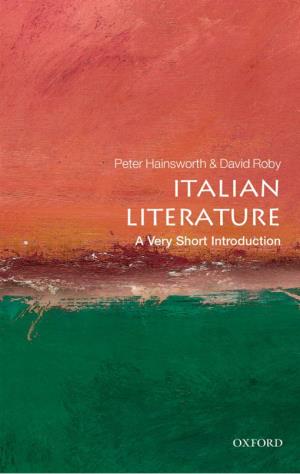 Peter Hainsworth & David Roby
ITALIAN
LITERATURE
A Very Short Introduction
OXFORD